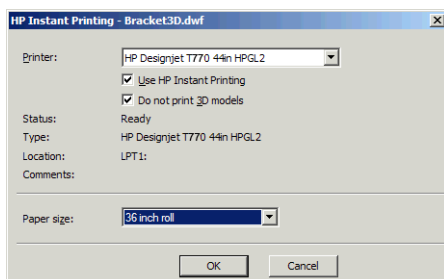 HP Instant Printing - Bracket3D.dwf
Printer: HP Designjet T770 44in HPGL2
Use HP Instant Printing
Do not print 3D models
Status: Ready
Type: HP Designjet T770 44in HPGL2
Location: LPT1:
Comments:
Paper size: 36 inch roll
OK Cancel